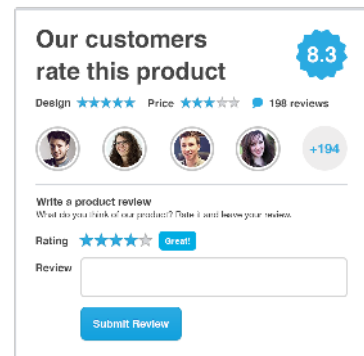 Our customers
rate this product
8.3
Design Price 198 reviews
+194
Write a product review
What do you think of our product? Rate it and leave your review.
Rating Great!
Review
Submit Review